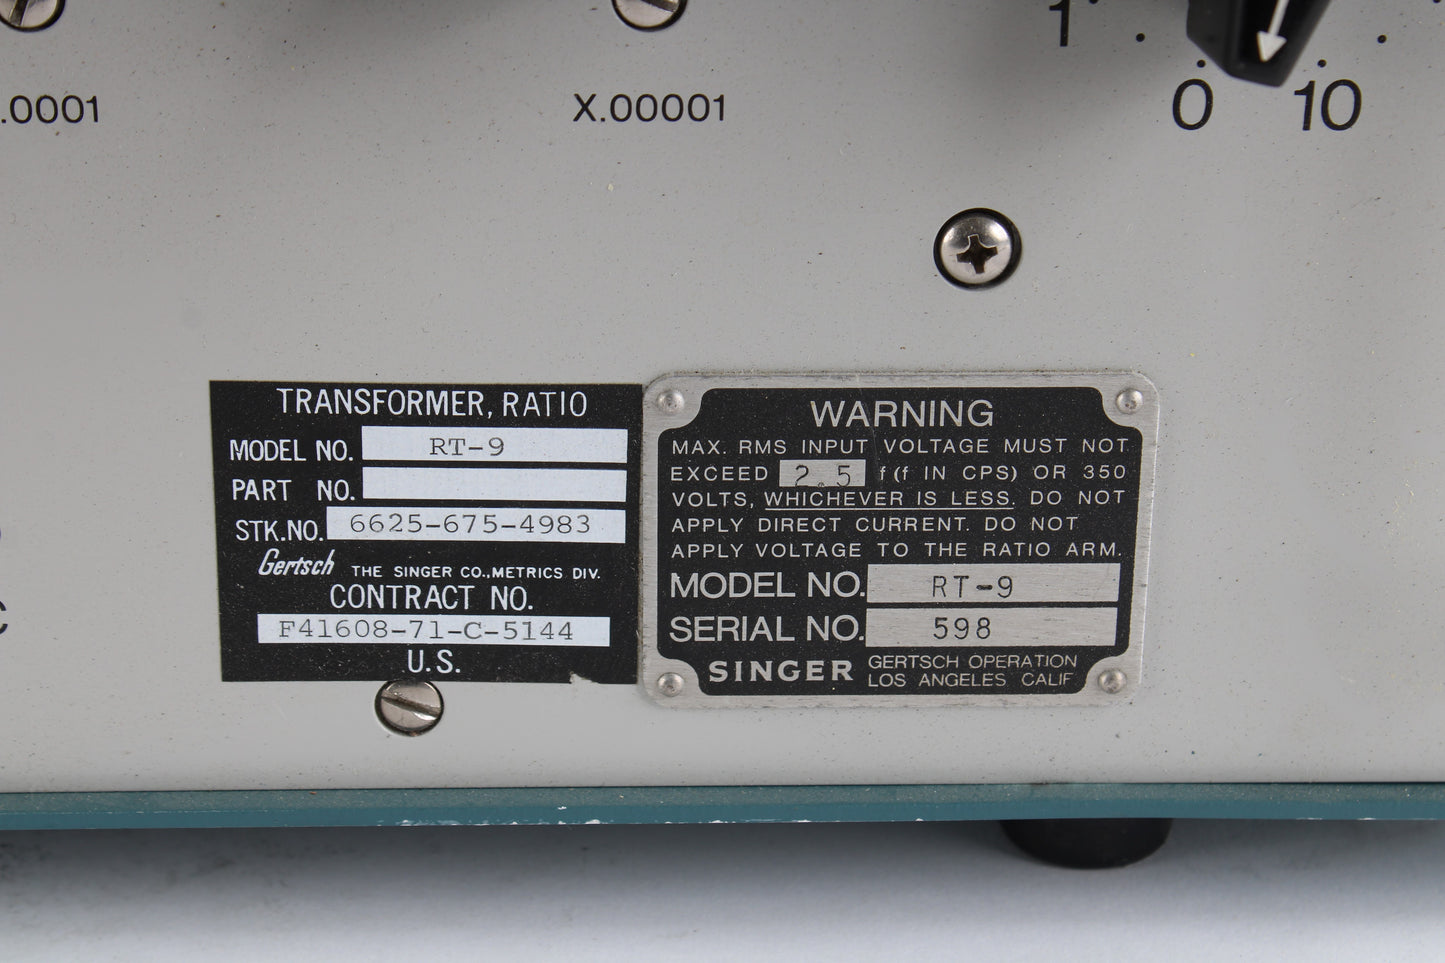 1
0 10
.0001
X.00001
TRANSFORMER, RATIO
MODEL NO. RT-9
PART NO.
STK.NO. 6625-675-4983
Gertsch THE SINGER CO., METRICS DIV.
CONTRACT NO.
F41608-71-C-5144
U.S.
WARNING
MAX. RMS INPUT VOLTAGE MUST NOT
EXCEED 2.5 f (f IN CPS) OR 350
VOLTS, WHICHEVER IS LESS. DO NOT
APPLY DIRECT CURRENT. DO NOT
APPLY VOLTAGE TO THE RATIO ARM.
MODEL NO. RT-9
SERIAL NO. 598
SINGER GERTSCH OPERATION
LOS ANGELES CALIF
C